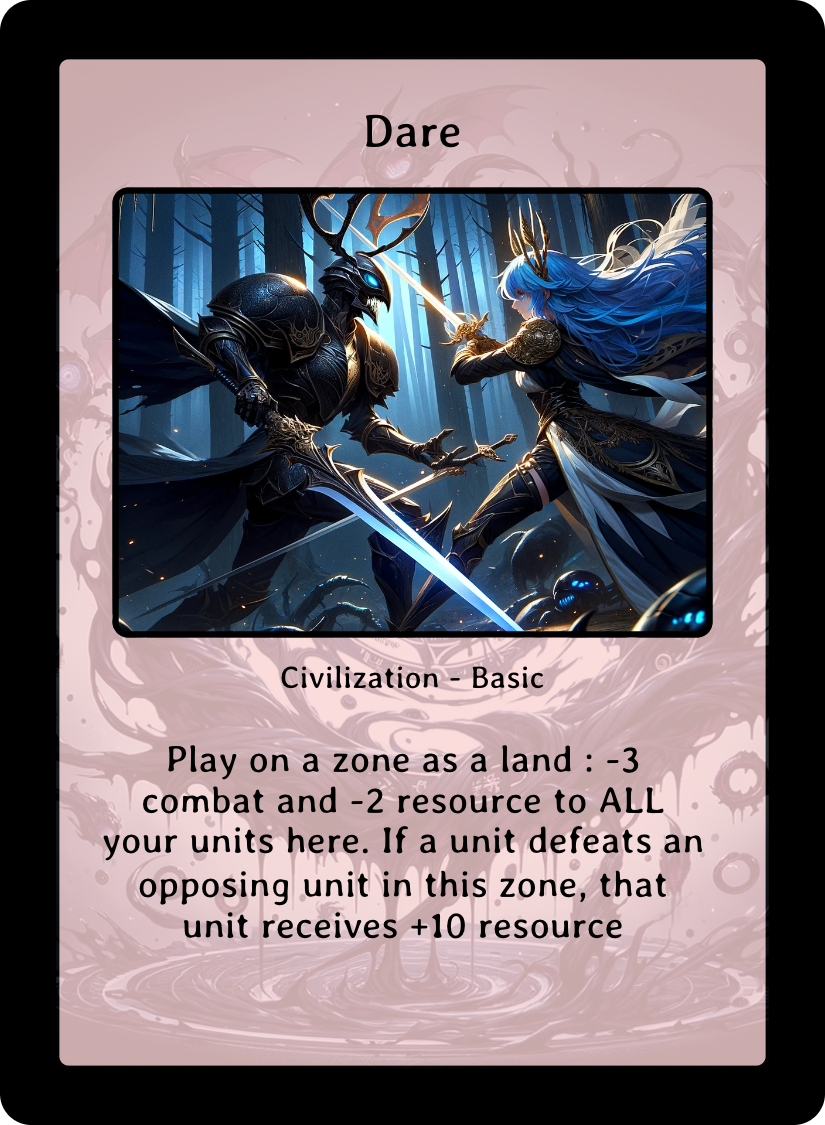 Dare
Civilization - Basic
Play on a zone as a land : -3
combat and -2 resource to ALL
your units here. If a unit defeats an
opposing unit in this zone, that
unit receives +10 resource